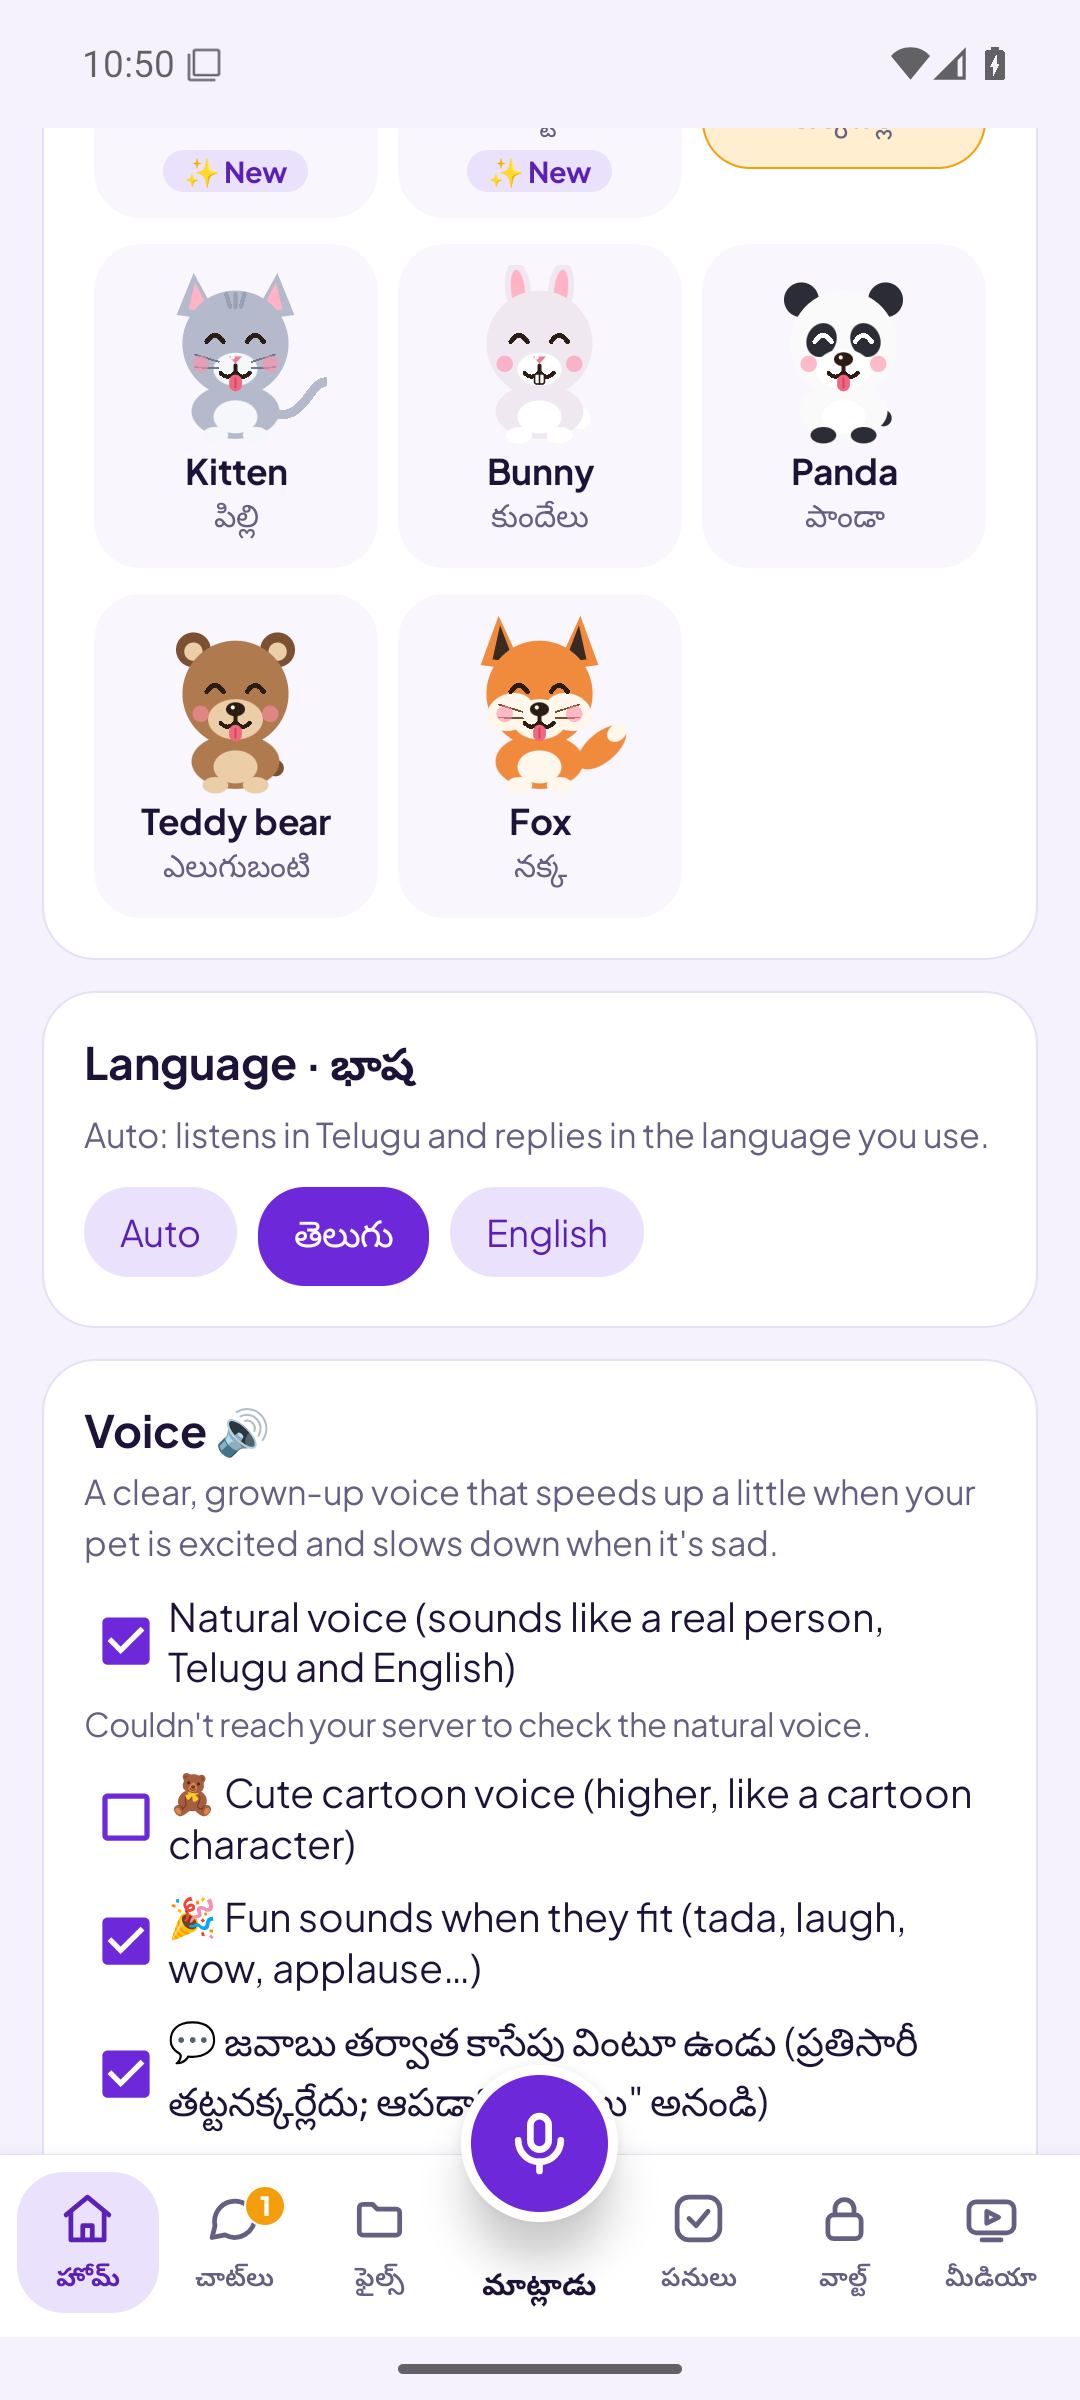 10:50
✨ New
✨ New
Kitten
Bunny
Panda
పిల్లి
కుందేలు
పాండా
Teddy bear
Fox
ఎలుగుబంటి
నక్క
Language · భాష
Auto: listens in Telugu and replies in the language you use.
Auto
తెలుగు
English
Voice 🔊
A clear, grown-up voice that speeds up a little when your
pet is excited and slows down when it's sad.
Natural voice (sounds like a real person,
Telugu and English)
Couldn't reach your server to check the natural voice.
🧸 Cute cartoon voice (higher, like a cartoon
character)
🎉 Fun sounds when they fit (tada, laugh,
wow, applause...)
💬 జవాబు తర్వాత కాసేపు వింటూ ఉండు (ప్రతిసారీ
తట్టనక్కర్లేదు; అనండి)
1
హోమ్
చాట్‌లు
ఫైల్స్
మాట్లాడు
పనులు
వాల్ట్
మీడియా